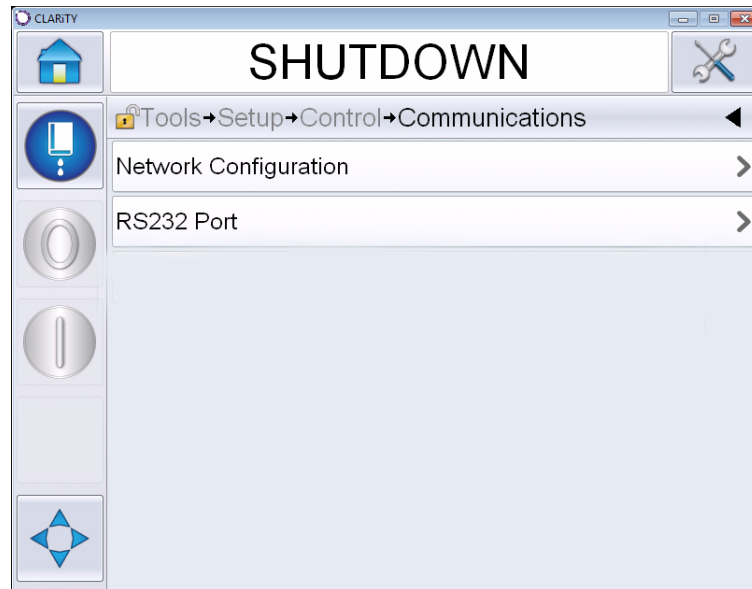 CLARiTY
SHUTDOWN
Tools→Setup→Control→Communications
Network Configuration
RS232 Port